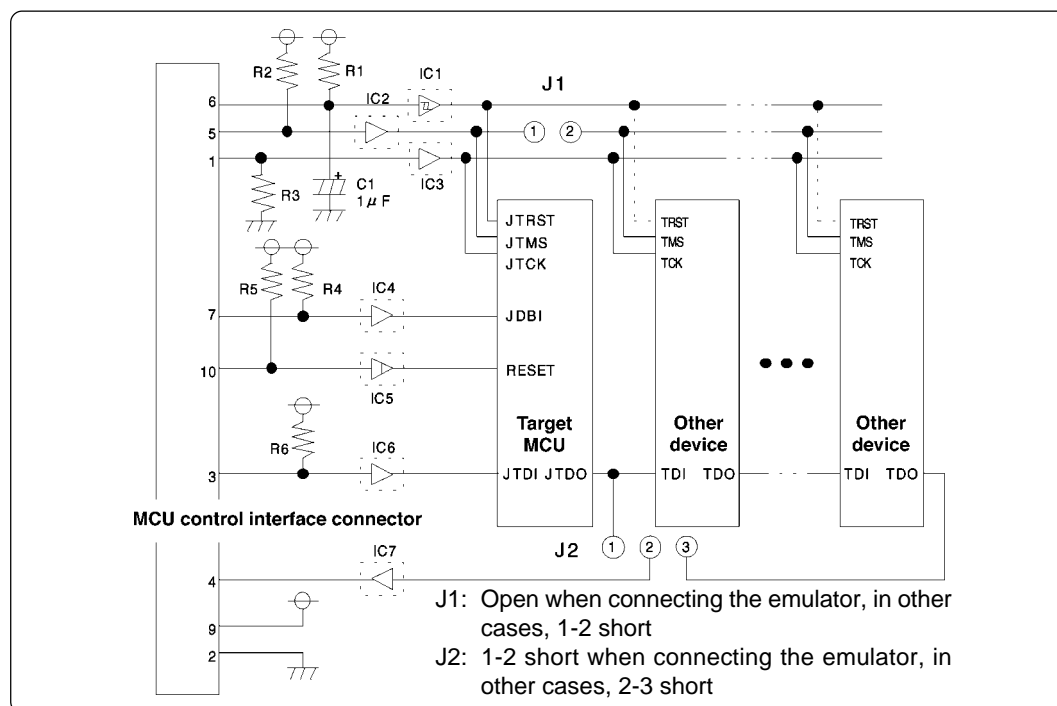 R2
R1
IC1
IC2
J1
6
5
1
2
1
IC3
R3
C1
1μF
JTRST
JTMS
JTCK
TRST
TMS
TCK
TRST
TMS
TCK
R5
R4
IC4
7
JDBI
10
RESET
IC5
Target
MCU
Other
device
Other
device
R6
IC6
3
JTDI JTDO
TDI TDO
TDI TDO
MCU control interface connector
J2
1
2
3
IC7
4
9
2
J1: Open when connecting the emulator, in other
cases, 1-2 short
J2: 1-2 short when connecting the emulator, in
other cases, 2-3 short